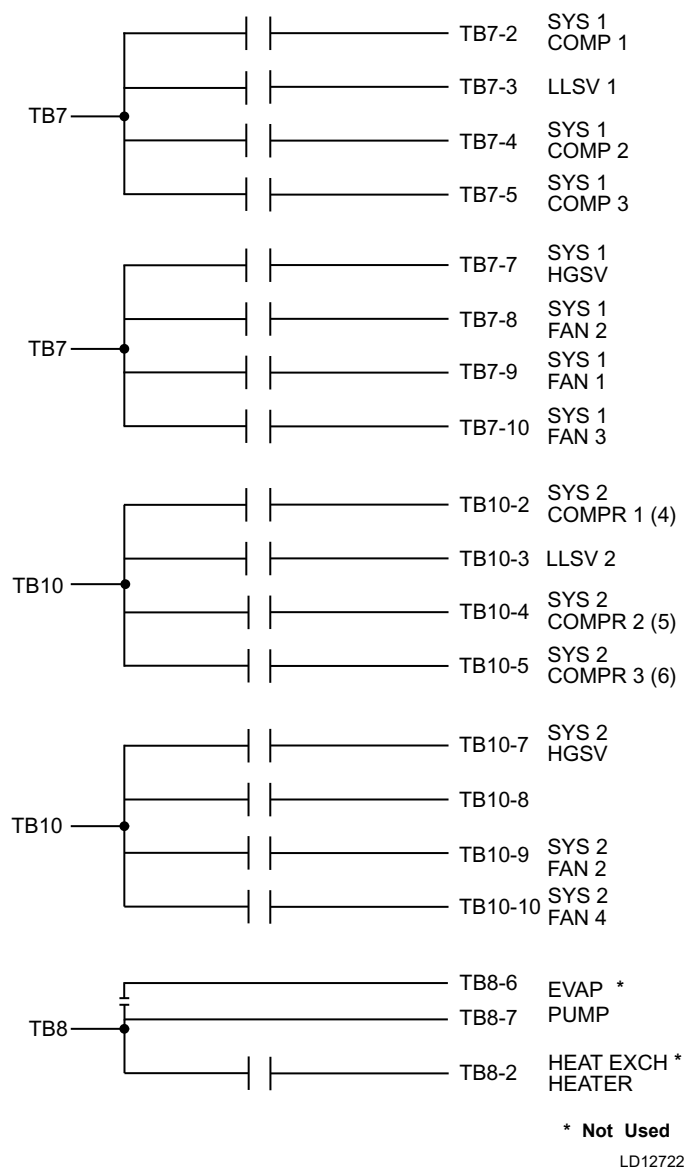 TB7
TB7-2 SYS 1
COMP 1
TB7-3 LLSV 1
TB7-4 SYS 1
COMP 2
TB7-5 SYS 1
COMP 3
TB7
TB7-7 SYS 1
HGSV
TB7-8 SYS 1
FAN 2
TB7-9 SYS 1
FAN 1
TB7-10 SYS 1
FAN 3
TB10
TB10-2 SYS 2
COMPR 1 (4)
TB10-3 LLSV 2
TB10-4 SYS 2
COMPR 2 (5)
TB10-5 SYS 2
COMPR 3 (6)
TB10
TB10-7 SYS 2
HGSV
TB10-8
TB10-9 SYS 2
FAN 2
TB10-10 SYS 2
FAN 4
TB8
TB8-6 EVAP *
TB8-7 PUMP
TB8-2 HEAT EXCH *
HEATER
* Not Used
LD12722